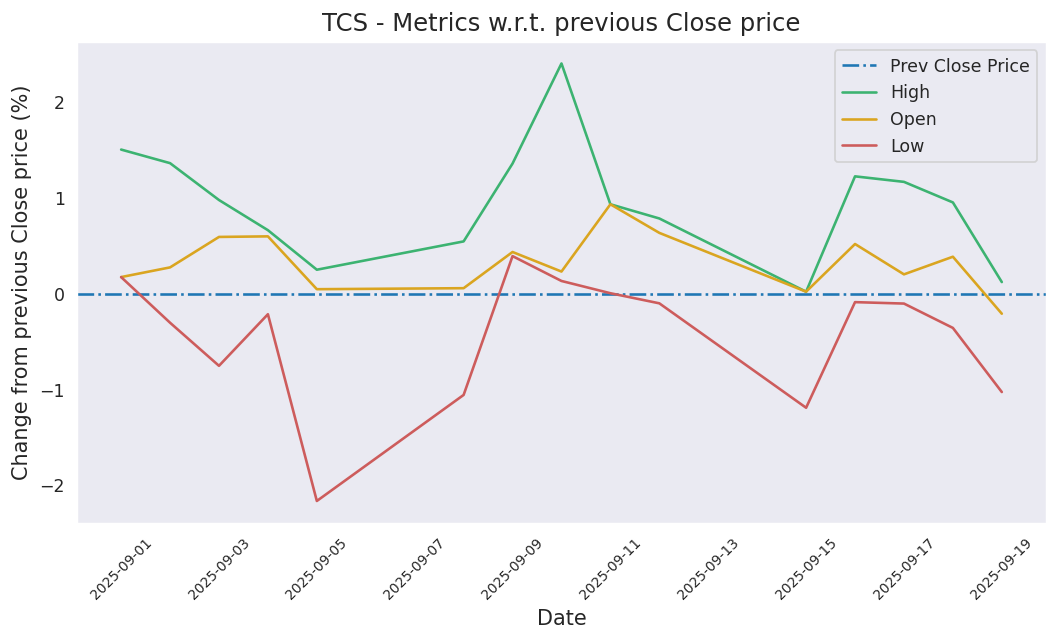 TCS - Metrics w.r.t. previous Close price
Prev Close Price
High
Open
Low
Change from previous Close price (%)
2
1
0
−1
−2
2025-09-01
2025-09-03
2025-09-05
2025-09-07
2025-09-09
2025-09-11
2025-09-13
2025-09-15
2025-09-17
2025-09-19
Date